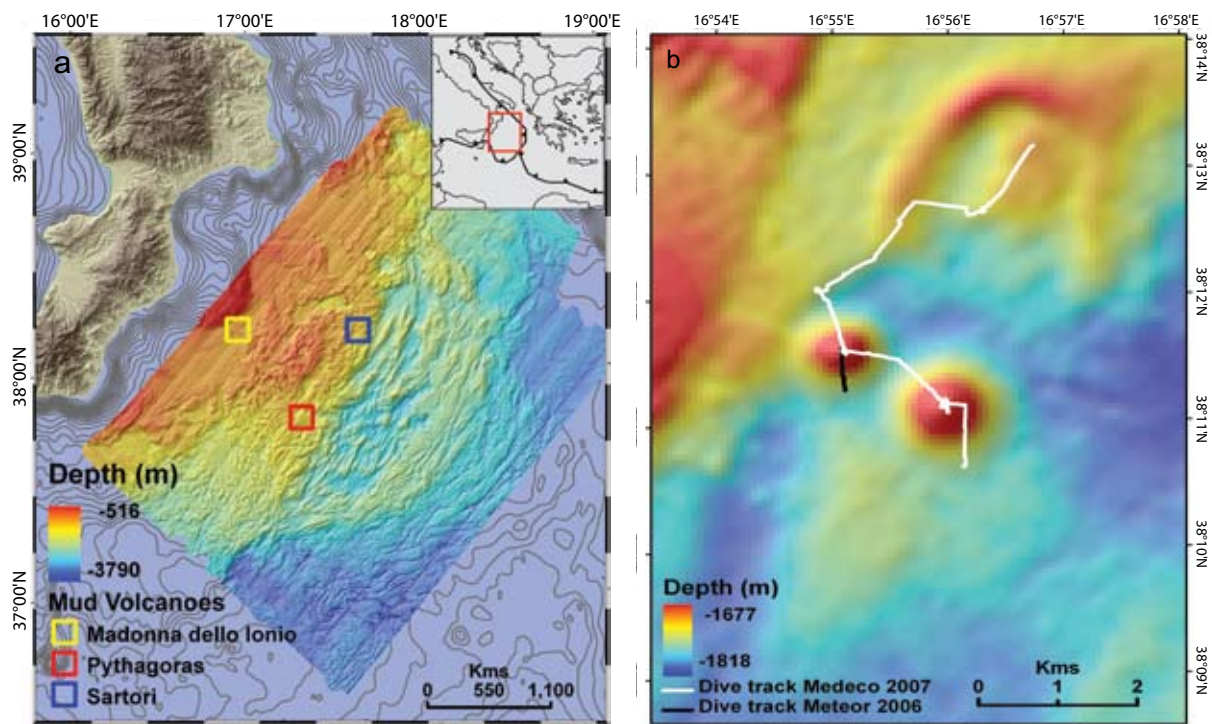 16°00'E 17°00'E 18°00'E 19°00'E
a
39°00'N
38°00'N
37°00'N
Depth (m)
-516
-3790
Mud Volcanoes
Madonna dello Ionio
Pythagoras
Sartori
Kms
0 550 1,100
16°54'E 16°55'E 16°56'E 16°57'E 16°58'E
b
38°14'N
38°13'N
38°12'N
38°11'N
38°10'N
38°09'N
Depth (m)
-1677
-1818
Dive track Medeco 2007
Dive track Meteor 2006
Kms
0 1 2